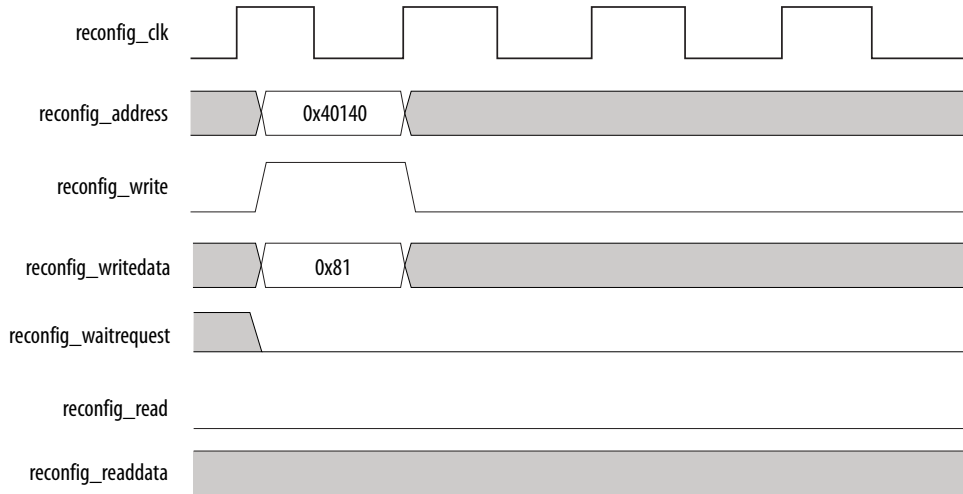 reconfig_clk
reconfig_address
0x40140
reconfig_write
reconfig_writedata
0x81
reconfig_waitrequest
reconfig_read
reconfig_readdata